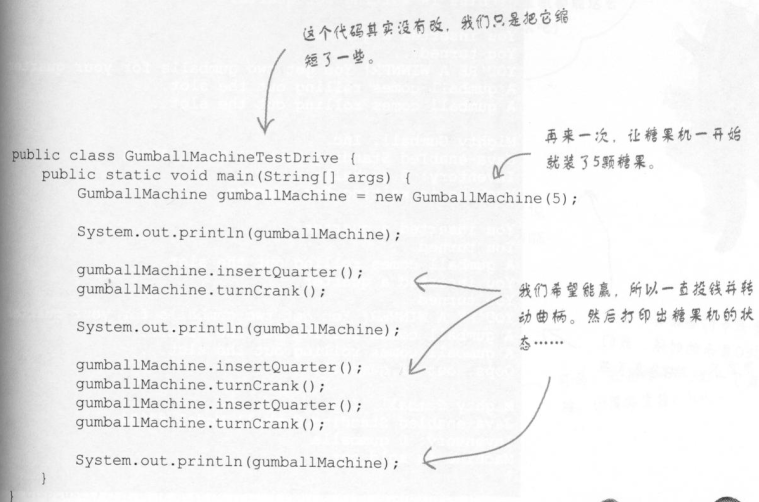 这个代码其实没有改，我们只是把它缩
短了一些。
public class GumballMachineTestDrive {
public static void main(String[] args) {
GumballMachine gumballMachine = new GumballMachine(5);
再来一次，让糖果机一开始
就装了5颗糖果。
System.out.println(gumballMachine);
gumballMachine.insertQuarter();
gumballMachine.turnCrank();
System.out.println(gumballMachine);
我们希望能赢，所以一直投钱并转
动曲柄。然后打印出糖果机的状
态……
gumballMachine.insertQuarter();
gumballMachine.turnCrank();
gumballMachine.insertQuarter();
gumballMachine.turnCrank();
System.out.println(gumballMachine);
}
}